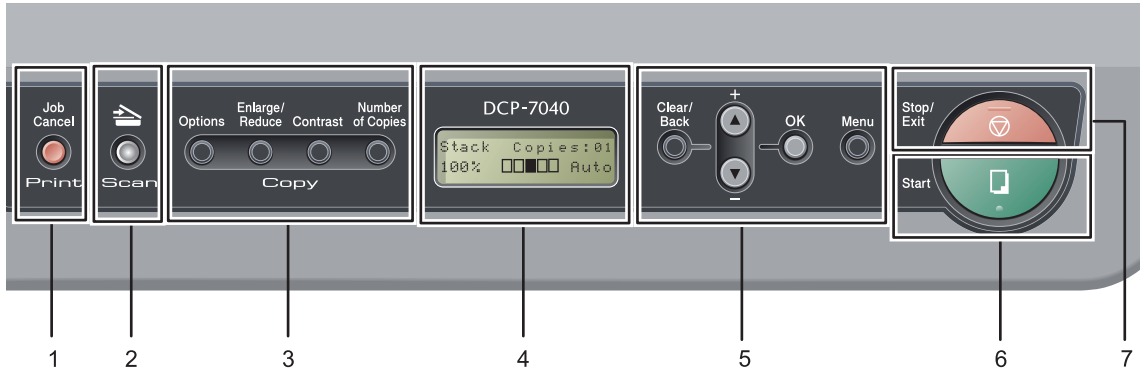 Job
Cancel
Print
Scan
Options
Enlarge/
Reduce
Contrast
Number
of Copies
Copy
DCP-7040
Stack Copies:01
100% Auto
Clear/
Back
+
-
OK
Menu
Stop/
Exit
Start
1 2 3 4 5 6 7